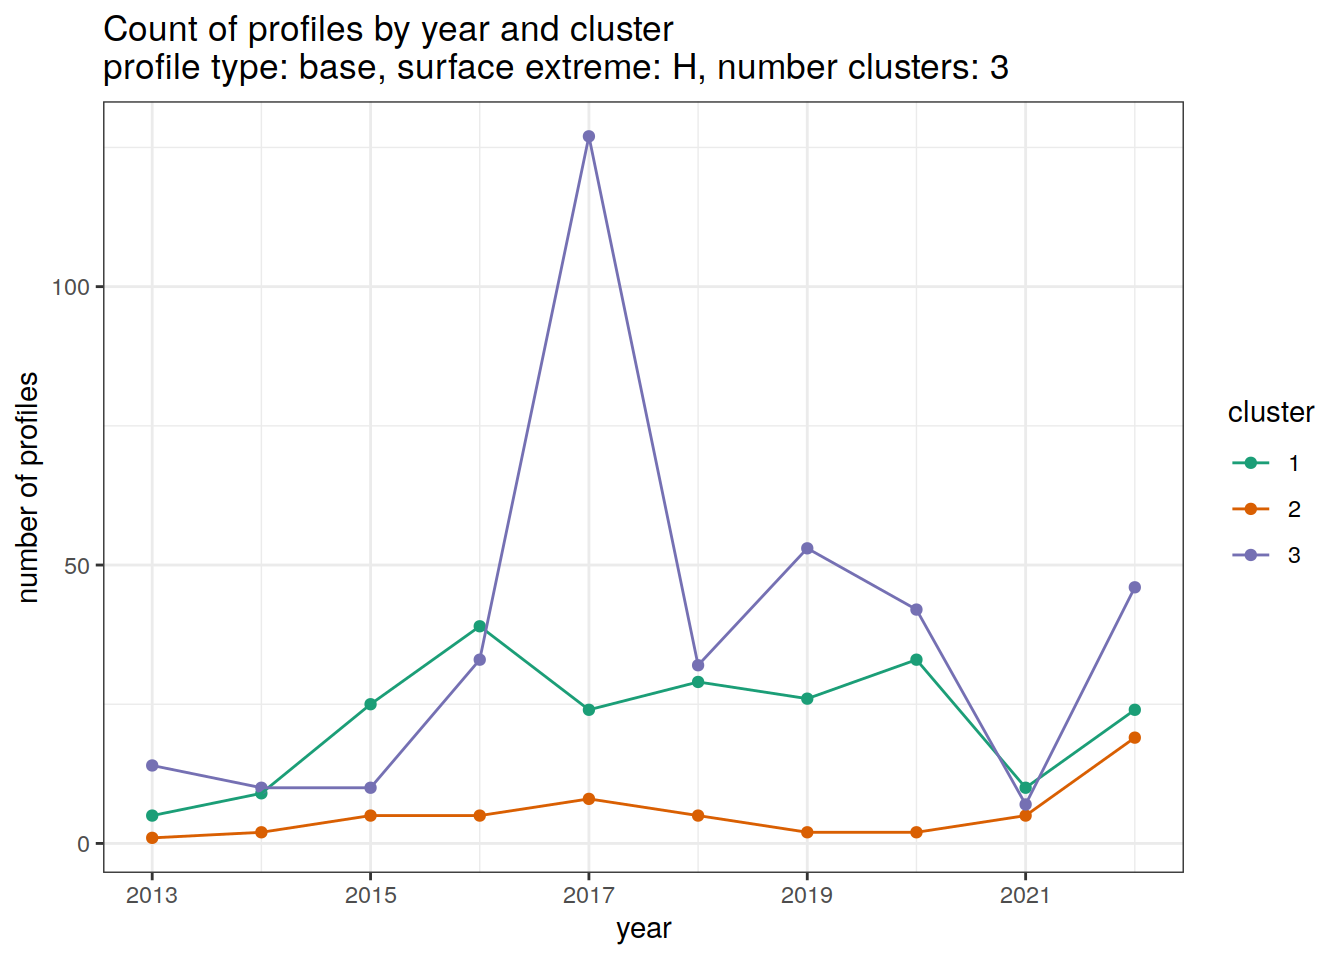 Count of profiles by year and cluster
profile type: base, surface extreme: H, number clusters: 3
number of profiles
100
50
0
2013 2015 2017 2019 2021
year
cluster
1
2
3